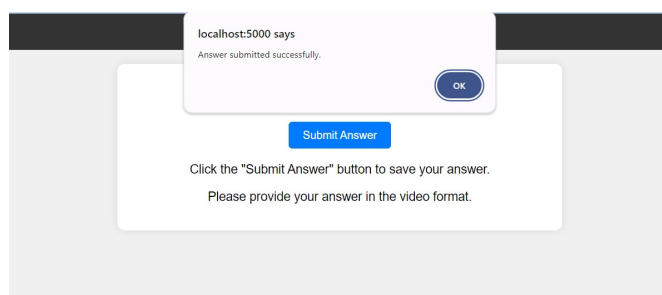 localhost:5000 says
Answer submitted successfully.
OK
Submit Answer
Click the "Submit Answer" button to save your answer.
Please provide your answer in the video format.